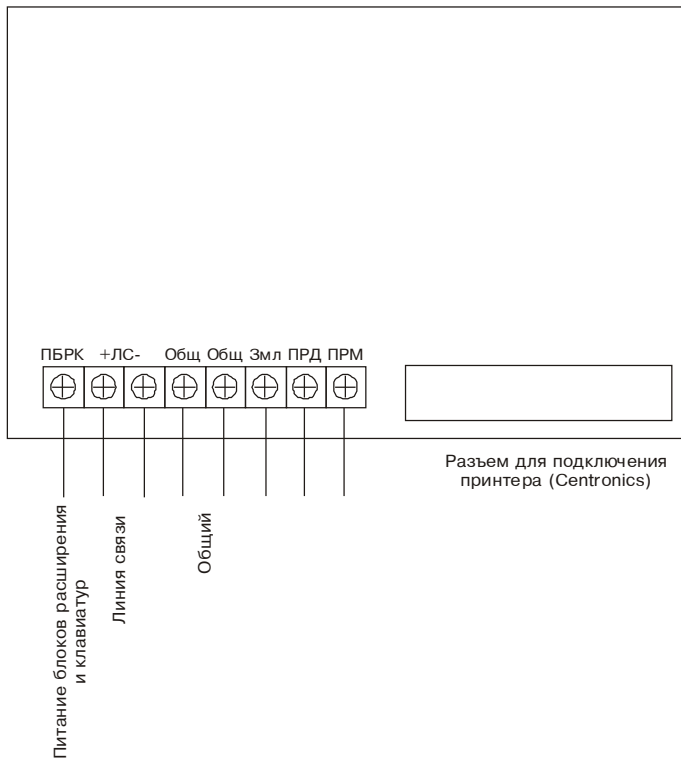 ПБРК +ЛС- Общ Общ Змл ПРД ПРМ
Разъем для подключения
принтера (Centronics)
Питание блоков расширения
и клавиатур
Линия связи
Общий